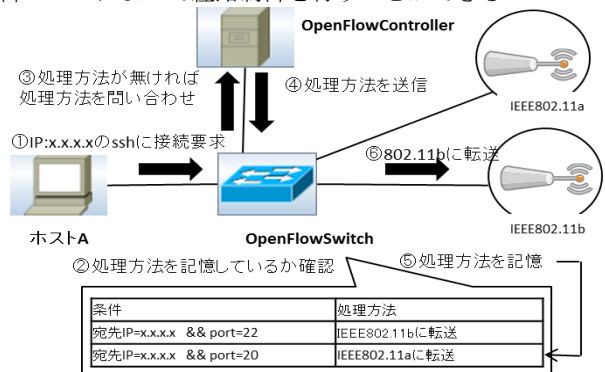 OpenFlowController
③処理方法が無ければ
処理方法を問い合わせ
④処理方法を送信
IEEE802.11a
①IP:x.x.x.xのsshに接続要求
⑥802.11bに転送
ホストA
OpenFlowSwitch
IEEE802.11b
②処理方法を記憶しているか確認
⑤処理方法を記憶
条件 処理方法
宛先IP=x.x.x.x && port=22 IEEE802.11bに転送
宛先IP=x.x.x.x && port=20 IEEE802.11aに転送